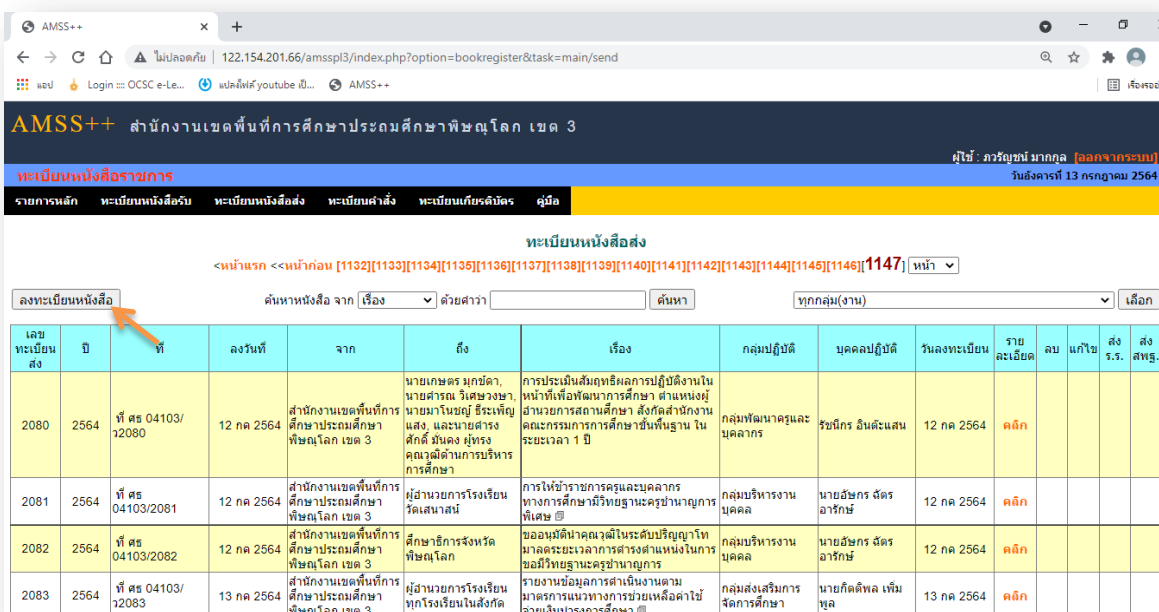 AMSS++
ไม่ปลอดภัย | 122.154.201.66/amsspl3/index.php?option=bookregister&task=main/send
แอป Login :::: OCSC e-Le... แปลงไฟล์ youtube เป็... AMSS++
AMSS++ สำนักงานเขตพื้นที่การศึกษาประถมศึกษาพิษณุโลก เขต 3
ผู้ใช้ : ภวรัญชน์ มากกูล [ออกจากระบบ]
ทะเบียนหนังสือราชการ วันอังคารที่ 13 กรกฎาคม 2564
รายการหลัก ทะเบียนหนังสือรับ ทะเบียนหนังสือส่ง ทะเบียนคำสั่ง ทะเบียนเกียรติบัตร คู่มือ
ทะเบียนหนังสือส่ง
<หน้าแรก <<หน้าก่อน [1132][1133][1134][1135][1136][1137][1138][1139][1140][1141][1142][1143][1144][1145][1146][1147] หน้า
ลงทะเบียนหนังสือ ค้นหาหนังสือ จาก เรื่อง ด้วยคำว่า ค้นหา ทุกกลุ่ม(งาน) เลือก
เลขทะเบียนส่ง ปี ที่ ลงวันที่ จาก ถึง เรื่อง กลุ่มปฏิบัติ บุคคลปฏิบัติ วันลงทะเบียน รายละเอียด ลบ แก้ไข ส่ง ร.ร. ส่ง สพฐ.
2080 2564 ที่ ศธ 04103/ว2080 12 กค 2564 สำนักงานเขตพื้นที่การศึกษาประถมศึกษาพิษณุโลก เขต 3 นายเกษตร มุกขัดา, นายคำรณ วิเศษวงษา, นายมาโนชญ์ ธีระเพ็ญแสง, และนายดำรงศักดิ์ มั่นคง ผู้ทรงคุณวุฒิด้านการบริหารการศึกษา การประเมินสัมฤทธิผลการปฏิบัติงานในหน้าที่เพื่อพัฒนาการศึกษา ตำแหน่งผู้อำนวยการสถานศึกษา สังกัดสำนักงานคณะกรรมการการศึกษาขั้นพื้นฐาน ในระยะเวลา 1 ปี กลุ่มพัฒนาครูและบุคลากร รัชนีกร อินต๊ะแสน 12 กค 2564 คลิก
2081 2564 ที่ ศธ 04103/2081 12 กค 2564 สำนักงานเขตพื้นที่การศึกษาประถมศึกษาพิษณุโลก เขต 3 ผู้อำนวยการโรงเรียนวัดเสนาสน์ การให้ข้าราชการครูและบุคลากรทางการศึกษามีวิทยฐานะครูชำนาญการพิเศษ กลุ่มบริหารงานบุคคล นายอัษกร ฉัตรอารักษ์ 12 กค 2564 คลิก
2082 2564 ที่ ศธ 04103/2082 12 กค 2564 สำนักงานเขตพื้นที่การศึกษาประถมศึกษาพิษณุโลก เขต 3 ศึกษาธิการจังหวัดพิษณุโลก ขออนุมัตินำคุณวุฒิในระดับปริญญาโทมาลดระยะเวลาการดำรงตำแหน่งในการขอมีวิทยฐานะครูชำนาญการ กลุ่มบริหารงานบุคคล นายอัษกร ฉัตรอารักษ์ 12 กค 2564 คลิก
2083 2564 ที่ ศธ 04103/ว2083 13 กค 2564 สำนักงานเขตพื้นที่การศึกษาประถมศึกษาพิษณุโลก เขต 3 ผู้อำนวยการโรงเรียนทุกโรงเรียนในสังกัด รายงานข้อมูลการดำเนินงานตามมาตรการแนวทางการช่วยเหลือค่าใช้จ่ายเงินบำรุงการศึกษา กลุ่มส่งเสริมการจัดการศึกษา นายกิตติพล เพิ่มพูล 13 กค 2564 คลิก